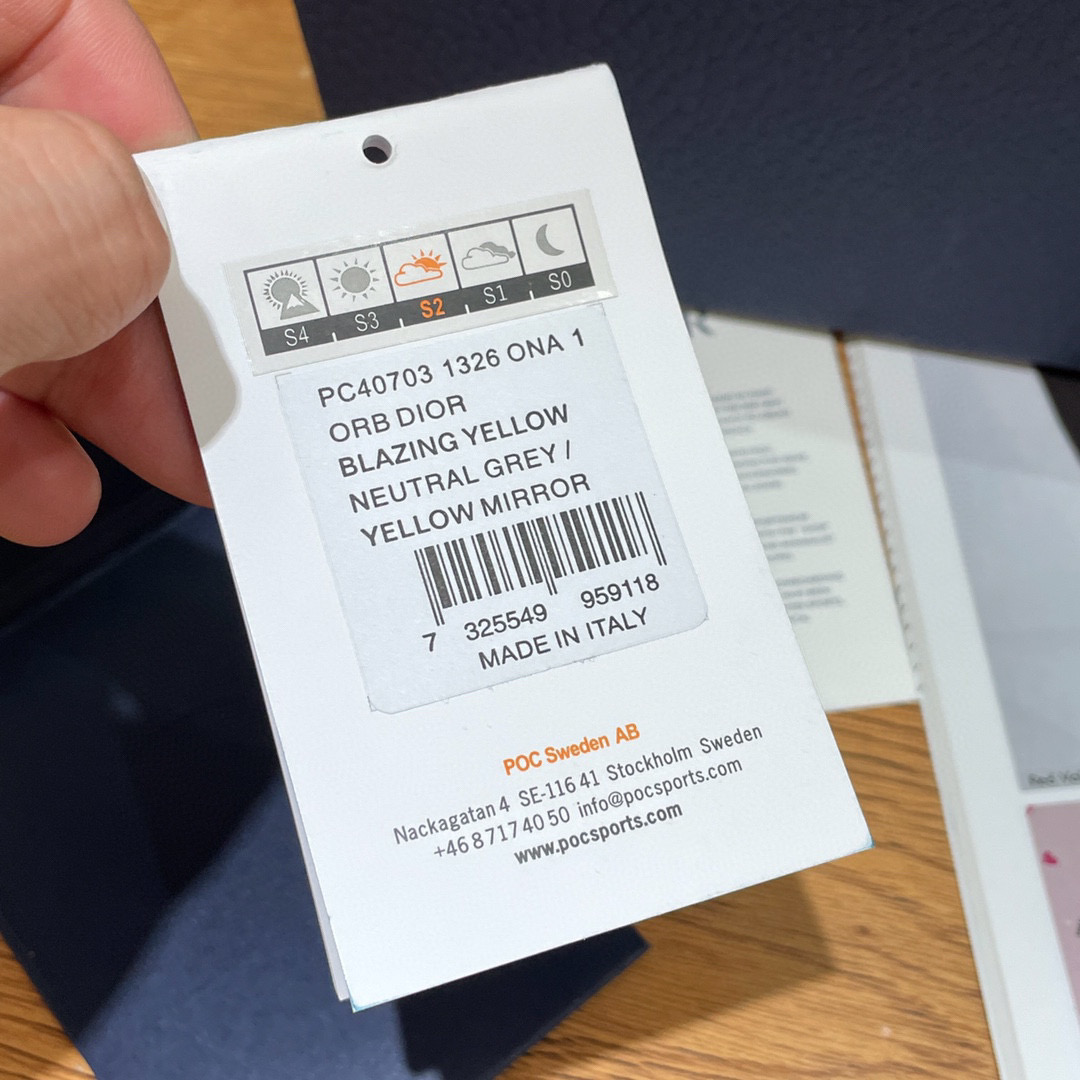 S4 S3 S2 S1 S0
PC40703 1326 ONA 1
ORB DIOR
BLAZING YELLOW
NEUTRAL GREY /
YELLOW MIRROR
7 325549 959118
MADE IN ITALY
POC Sweden AB
Nackagatan 4 SE-116 41 Stockholm Sweden
+46 8 717 40 50 info@pocsports.com
www.pocsports.com
R
Red